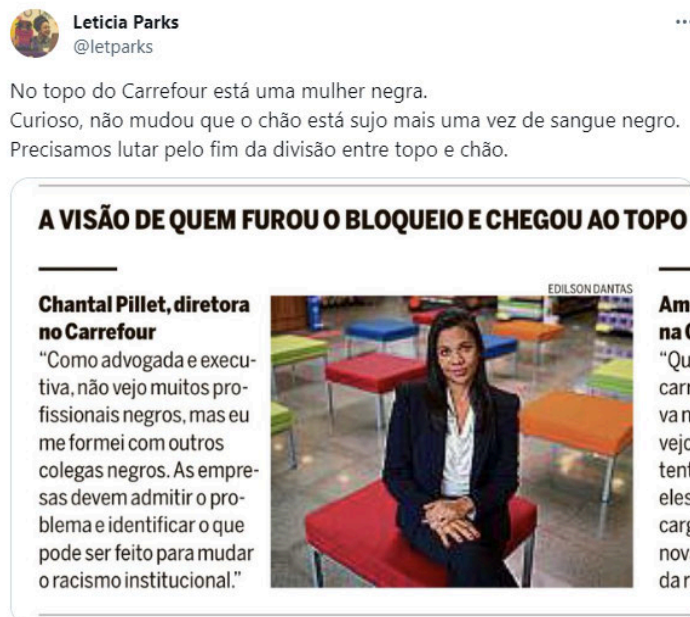 Leticia Parks
@letparks
No topo do Carrefour está uma mulher negra.
Curioso, não mudou que o chão está sujo mais uma vez de sangue negro.
Precisamos lutar pelo fim da divisão entre topo e chão.
A VISÃO DE QUEM FUROU O BLOQUEIO E CHEGOU AO TOPO
EDILSON DANTAS
Chantal Pillet, diretora
no Carrefour
“Como advogada e execu-
tiva, não vejo muitos pro-
fissionais negros, mas eu
me formei com outros
colegas negros. As empre-
sas devem admitir o pro-
blema e identificar o que
pode ser feito para mudar
o racismo institucional.”